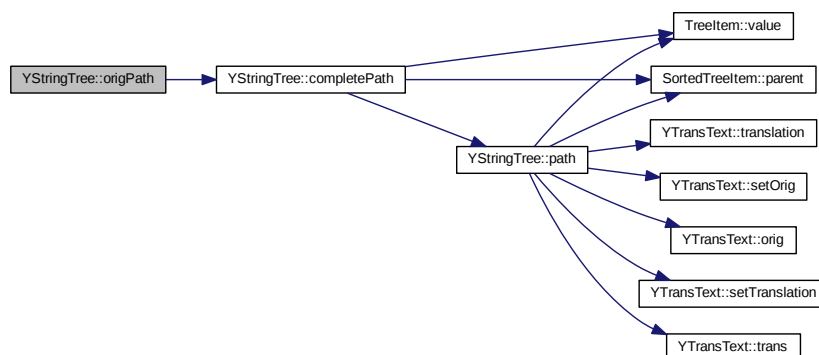 TreeItem::value
YStringTree::origPath
YStringTree::completePath
SortedTreeItem::parent
YTransText::translation
YStringTree::path
YTransText::setOrig
YTransText::orig
YTransText::setTranslation
YTransText::trans